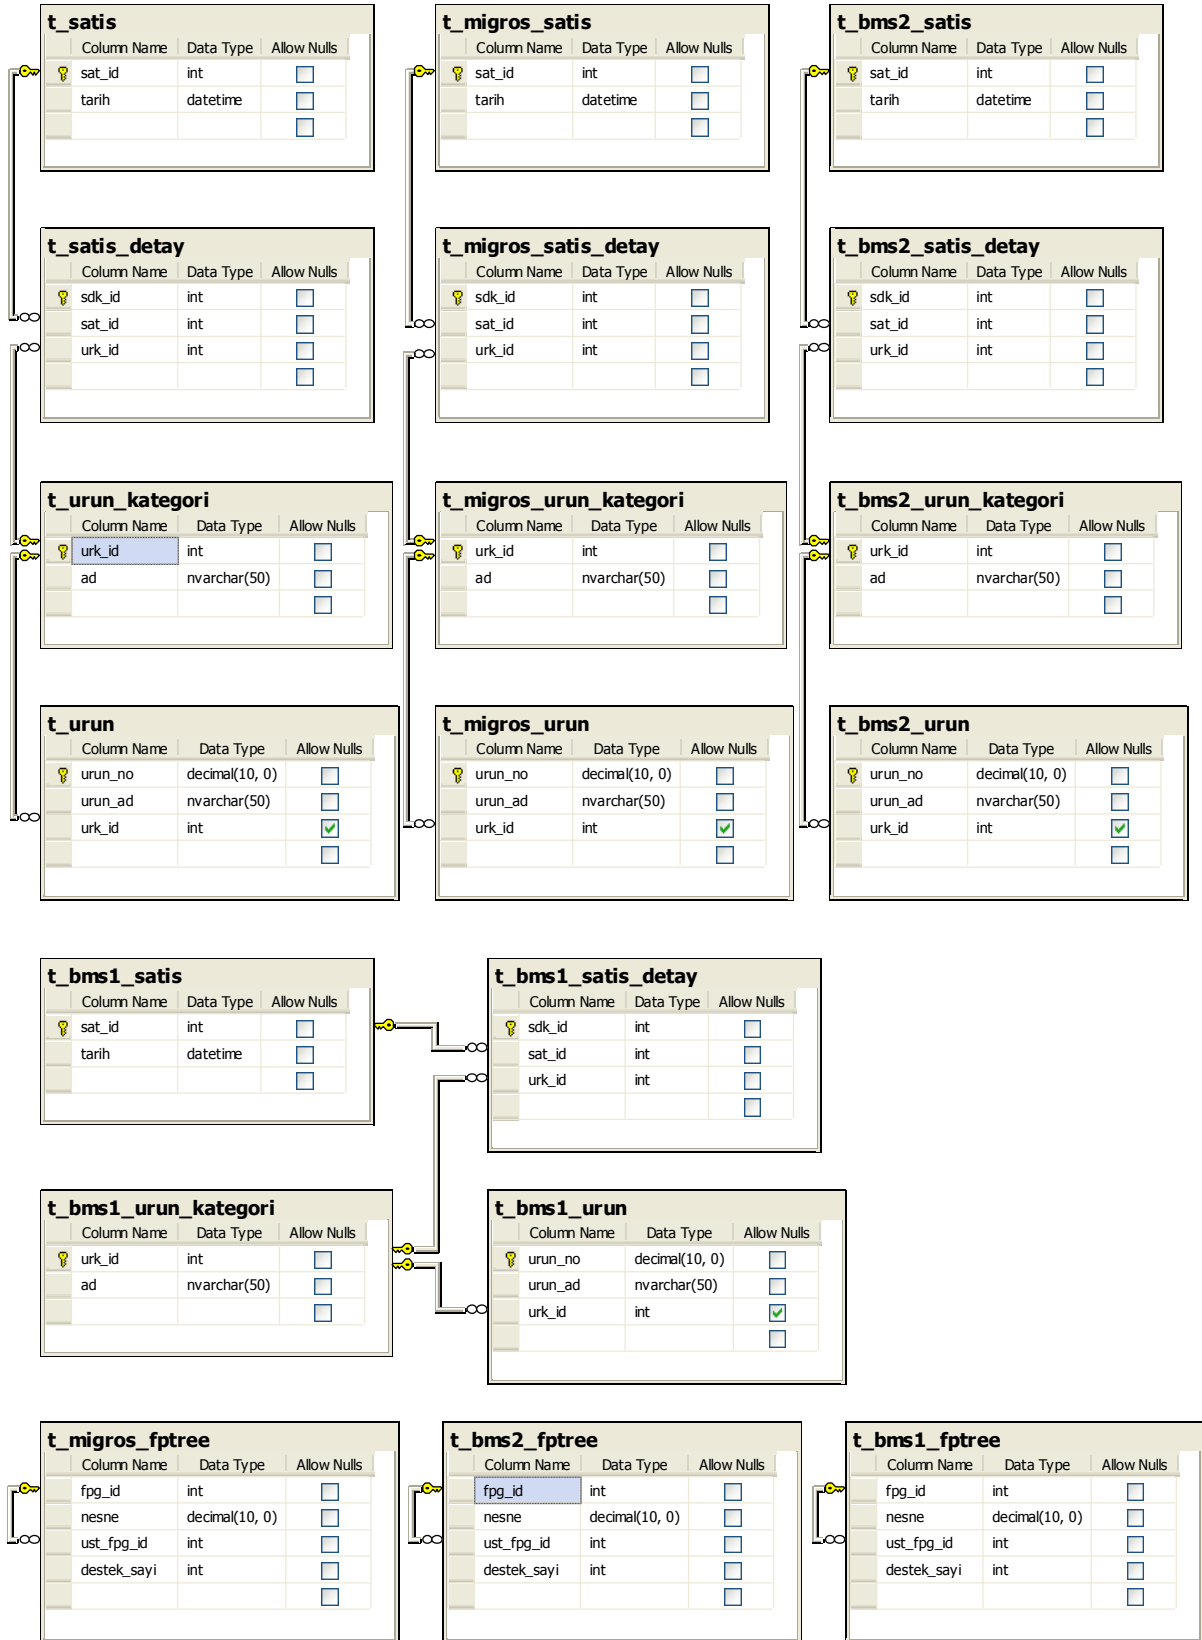 t_satis
Column Name Data Type Allow Nulls
sat_id int
tarih datetime
t_migros_satis
Column Name Data Type Allow Nulls
sat_id int
tarih datetime
t_bms2_satis
Column Name Data Type Allow Nulls
sat_id int
tarih datetime
t_satis_detay
Column Name Data Type Allow Nulls
sdk_id int
sat_id int
urk_id int
t_migros_satis_detay
Column Name Data Type Allow Nulls
sdk_id int
sat_id int
urk_id int
t_bms2_satis_detay
Column Name Data Type Allow Nulls
sdk_id int
sat_id int
urk_id int
t_urun_kategori
Column Name Data Type Allow Nulls
urk_id int
ad nvarchar(50)
t_migros_urun_kategori
Column Name Data Type Allow Nulls
urk_id int
ad nvarchar(50)
t_bms2_urun_kategori
Column Name Data Type Allow Nulls
urk_id int
ad nvarchar(50)
t_urun
Column Name Data Type Allow Nulls
urun_no decimal(10, 0)
urun_ad nvarchar(50)
urk_id int
t_migros_urun
Column Name Data Type Allow Nulls
urun_no decimal(10, 0)
urun_ad nvarchar(50)
urk_id int
t_bms2_urun
Column Name Data Type Allow Nulls
urun_no decimal(10, 0)
urun_ad nvarchar(50)
urk_id int
t_bms1_satis
Column Name Data Type Allow Nulls
sat_id int
tarih datetime
t_bms1_satis_detay
Column Name Data Type Allow Nulls
sdk_id int
sat_id int
urk_id int
t_bms1_urun_kategori
Column Name Data Type Allow Nulls
urk_id int
ad nvarchar(50)
t_bms1_urun
Column Name Data Type Allow Nulls
urun_no decimal(10, 0)
urun_ad nvarchar(50)
urk_id int
t_migros_fptree
Column Name Data Type Allow Nulls
fpg_id int
nesne decimal(10, 0)
ust_fpg_id int
destek_sayi int
t_bms2_fptree
Column Name Data Type Allow Nulls
fpg_id int
nesne decimal(10, 0)
ust_fpg_id int
destek_sayi int
t_bms1_fptree
Column Name Data Type Allow Nulls
fpg_id int
nesne decimal(10, 0)
ust_fpg_id int
destek_sayi int